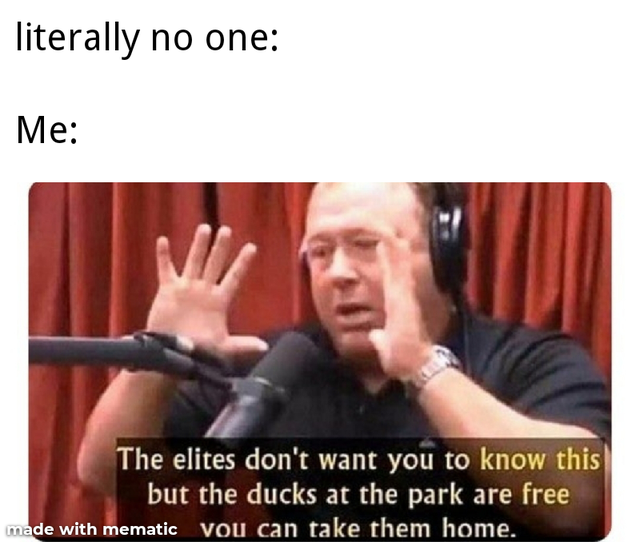 literally no one:
Me:
The elites don't want you to know this
but the ducks at the park are free
you can take them home.
made with mematic